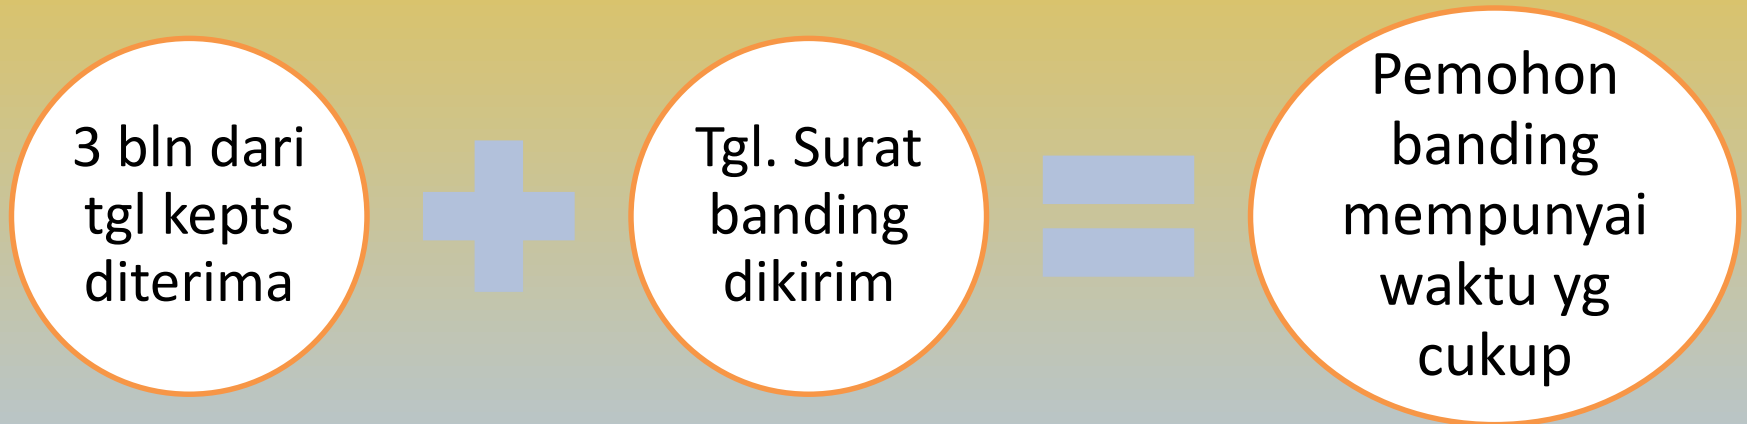 3 bln dari
tgl kepts
diterima
Tgl. Surat
banding
dikirim
Pemohon
banding
mempunyai
waktu yg
cukup